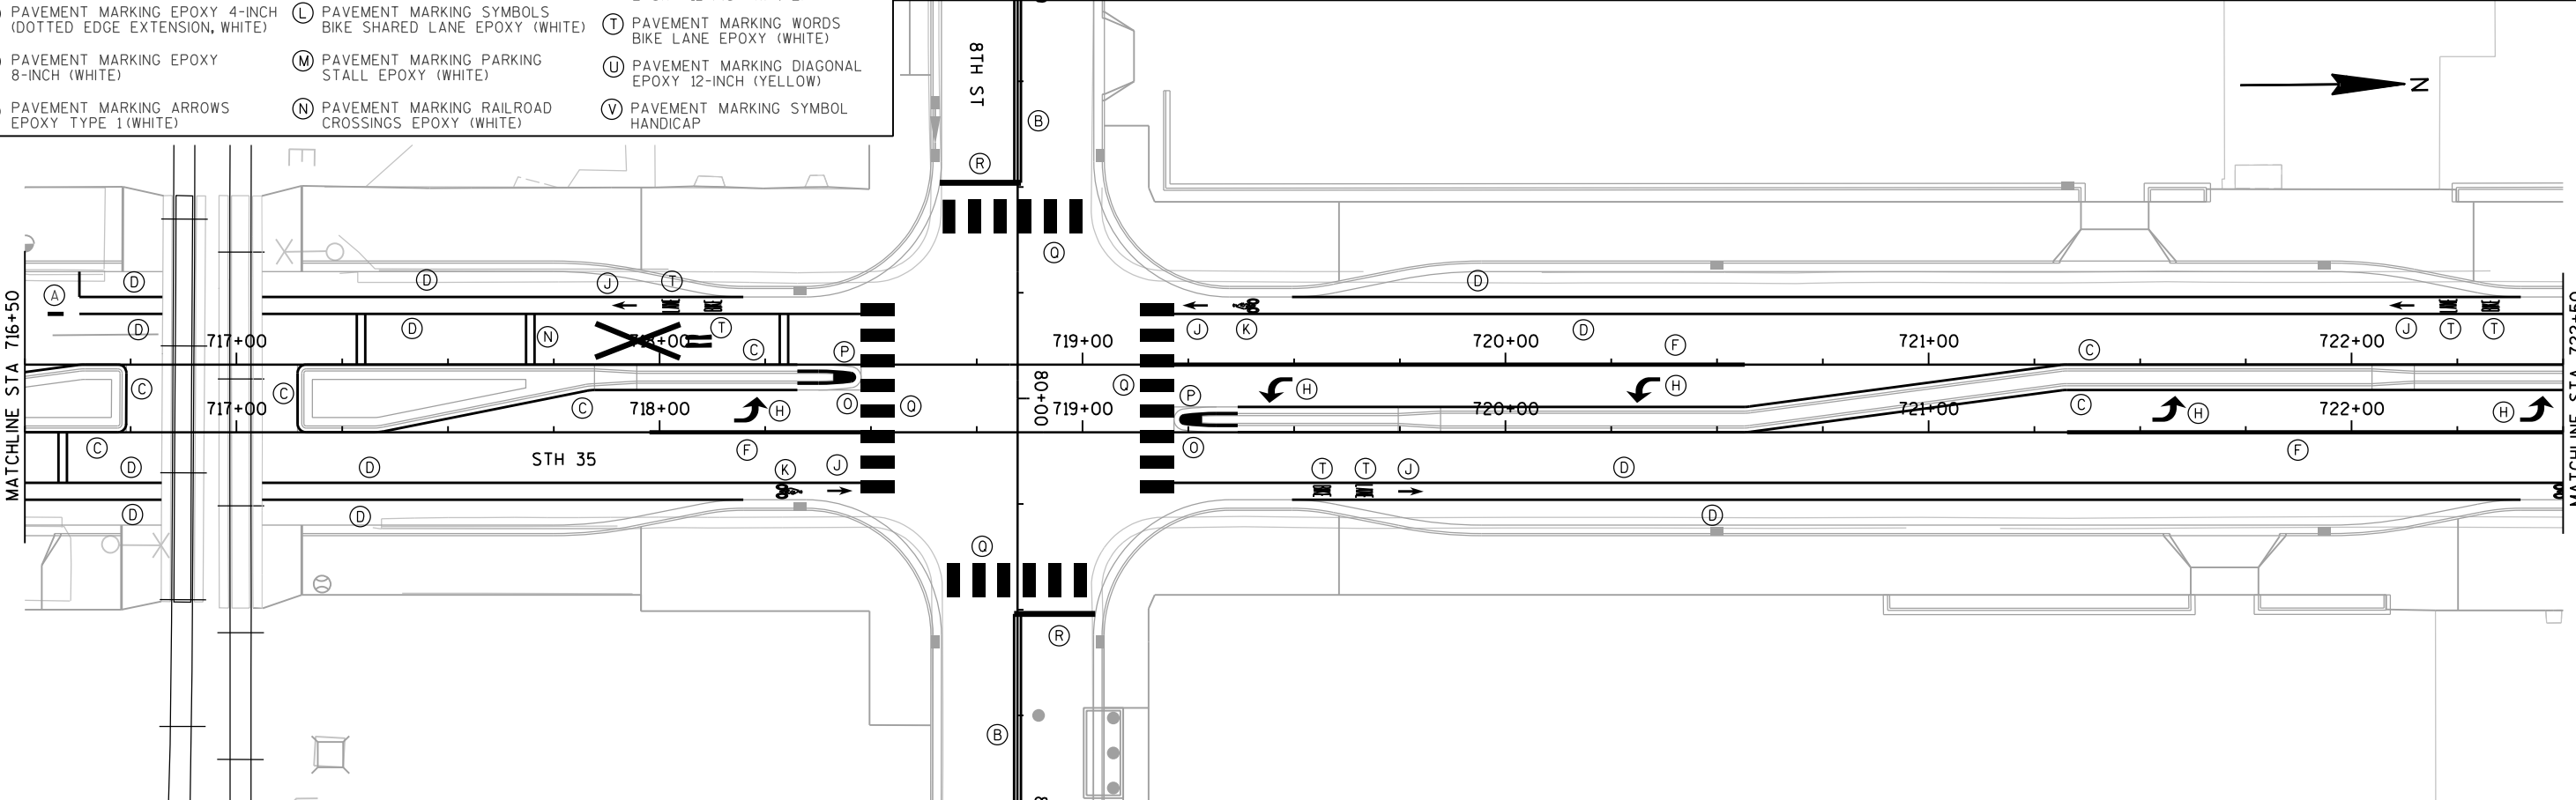 PAVEMENT MARKING EPOXY 4-INCH
(DOTTED EDGE EXTENSION, WHITE)
PAVEMENT MARKING EPOXY
8-INCH (WHITE)
PAVEMENT MARKING ARROWS
EPOXY TYPE 1 (WHITE)
L PAVEMENT MARKING SYMBOLS
BIKE SHARED LANE EPOXY (WHITE)
M PAVEMENT MARKING PARKING
STALL EPOXY (WHITE)
N PAVEMENT MARKING RAILROAD
CROSSINGS EPOXY (WHITE)
T PAVEMENT MARKING WORDS
BIKE LANE EPOXY (WHITE)
U PAVEMENT MARKING DIAGONAL
EPOXY 12-INCH (YELLOW)
V PAVEMENT MARKING SYMBOL
HANDICAP
8TH ST
N
B
R
Q
MATCHLINE STA 716+50
A
D
D
J
T
D
D
D
N
T
C
P
J
K
D
F
C
J
T
T
717+00
718+00
719+00
720+00
721+00
722+00
C
C
C
H
O
Q
80+00
Q
P
H
H
C
H
H
717+00
718+00
719+00
720+00
721+00
722+00
C
D
D
STH 35
F
K
J
O
T
T
J
D
F
D
D
Q
D
R
B
MATCHLINE STA 722+50